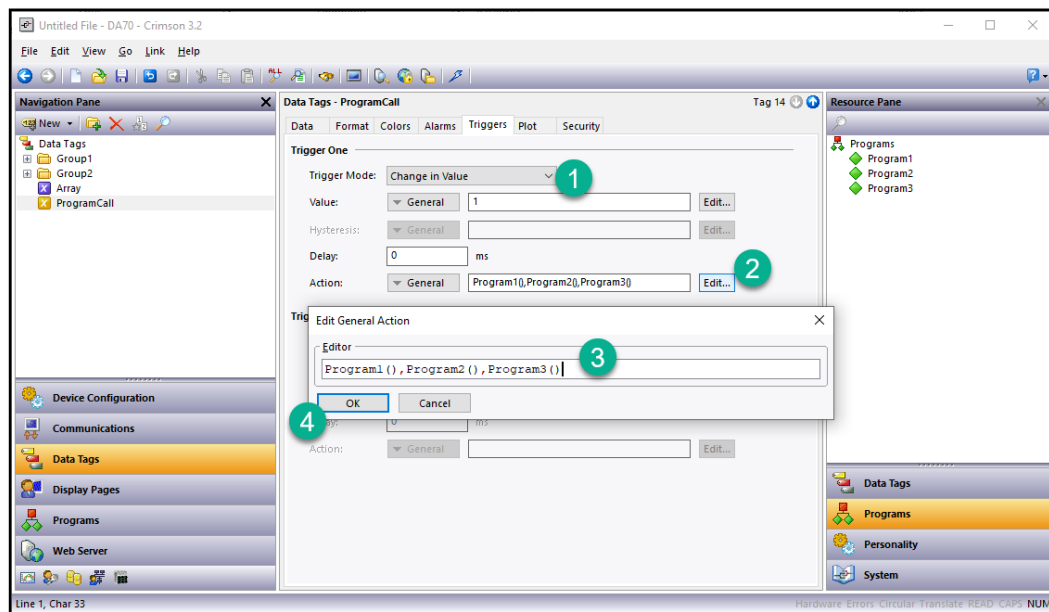 Untitled File - DA70 - Crimson 3.2
File Edit View Go Link Help
Navigation Pane
New
Data Tags
Group1
Group2
Array
ProgramCall
Device Configuration
Communications
Data Tags
Display Pages
Programs
Web Server
Line 1, Char 33
Data Tags - ProgramCall
Tag 14
Data Format Colors Alarms Triggers Plot Security
Trigger One
Trigger Mode: Change in Value
1
Value: General 1 Edit...
Hysteresis: General Edit...
Delay: 0 ms
2
Action: General Program1(),Program2(),Program3() Edit...
Trig
Edit General Action
Editor
3
Program1(),Program2(),Program3()
OK Cancel
4
ms
Action: General Edit...
Resource Pane
Programs
Program1
Program2
Program3
Data Tags
Programs
Personality
System
Hardware Errors Circular Translate READ CAPS NUM